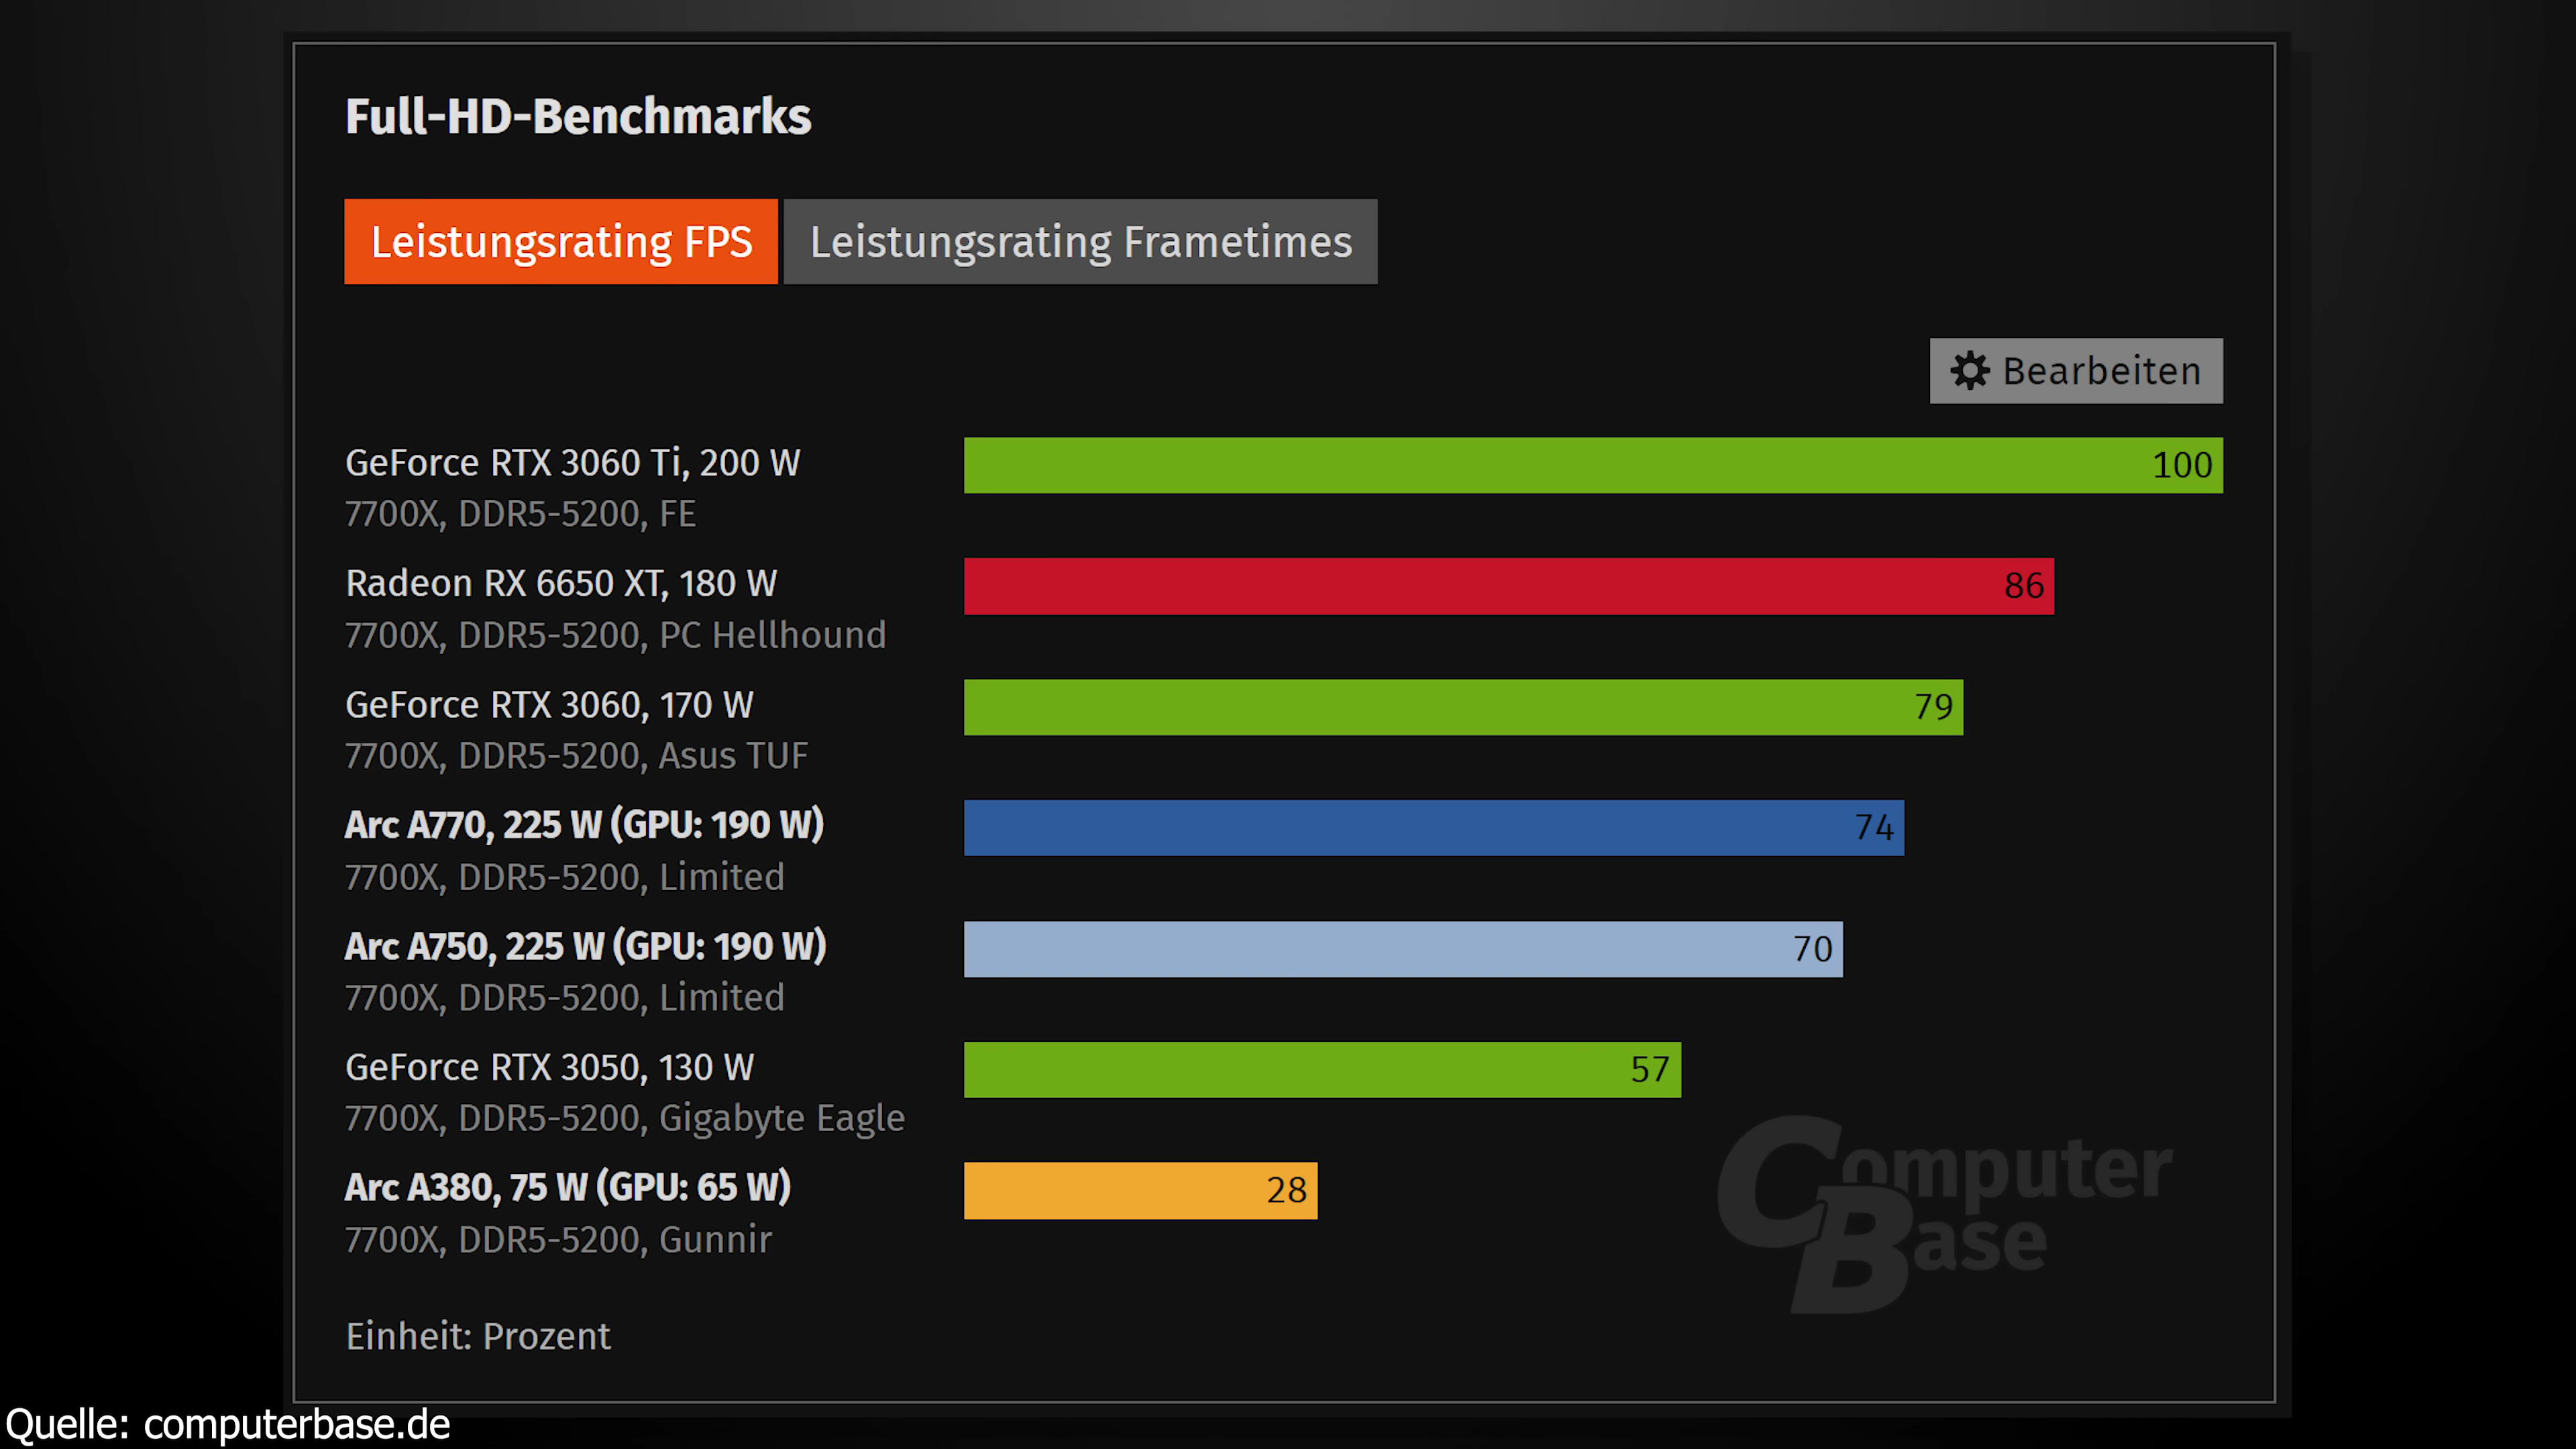 Full-HD-Benchmarks
Leistungsrating FPS
Leistungsrating Frametimes
Bearbeiten
GeForce RTX 3060 Ti, 200 W
100
7700X, DDR5-5200, FE
Radeon RX 6650 XT, 180 W
86
7700X, DDR5-5200, PC Hellhound
GeForce RTX 3060, 170 W
79
7700X, DDR5-5200, Asus TUF
Arc A770, 225 W (GPU: 190 W)
74
7700X, DDR5-5200, Limited
Arc A750, 225 W (GPU: 190 W)
70
7700X, DDR5-5200, Limited
GeForce RTX 3050, 130 W
57
7700X, DDR5-5200, Gigabyte Eagle
Arc A380, 75 W (GPU: 65 W)
28
7700X, DDR5-5200, Gunnir
Computer
Base
Einheit: Prozent
Quelle: computerbase.de